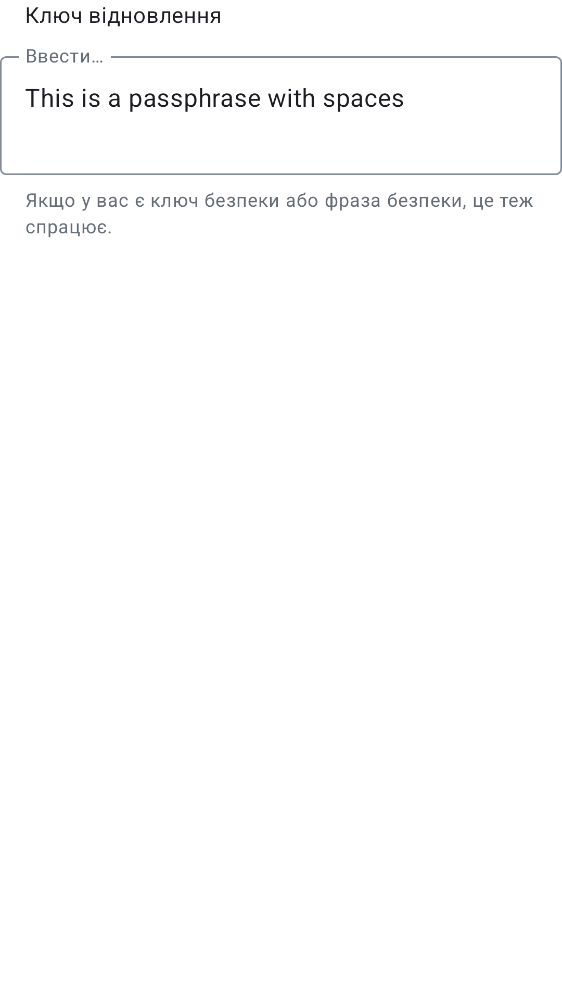 Ключ відновлення
Ввести…
This is a passphrase with spaces
Якщо у вас є ключ безпеки або фраза безпеки, це теж
спрацює.